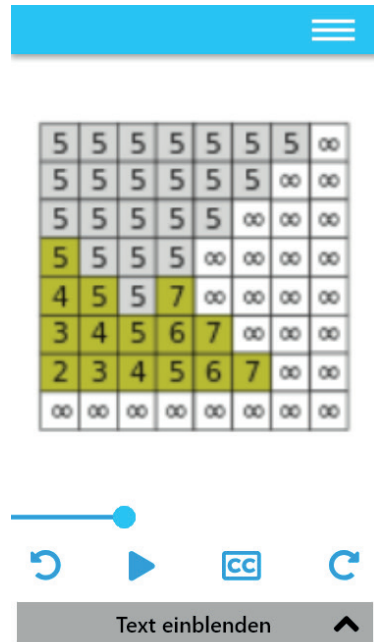 5 5 5 5 5 5 5 ∞
5 5 5 5 5 5 ∞ ∞
5 5 5 5 5 ∞ ∞ ∞
5 5 5 5 ∞ ∞ ∞ ∞
4 5 5 7 ∞ ∞ ∞ ∞
3 4 5 6 7 ∞ ∞ ∞
2 3 4 5 6 7 ∞ ∞
∞ ∞ ∞ ∞ ∞ ∞ ∞ ∞
CC
Text einblenden